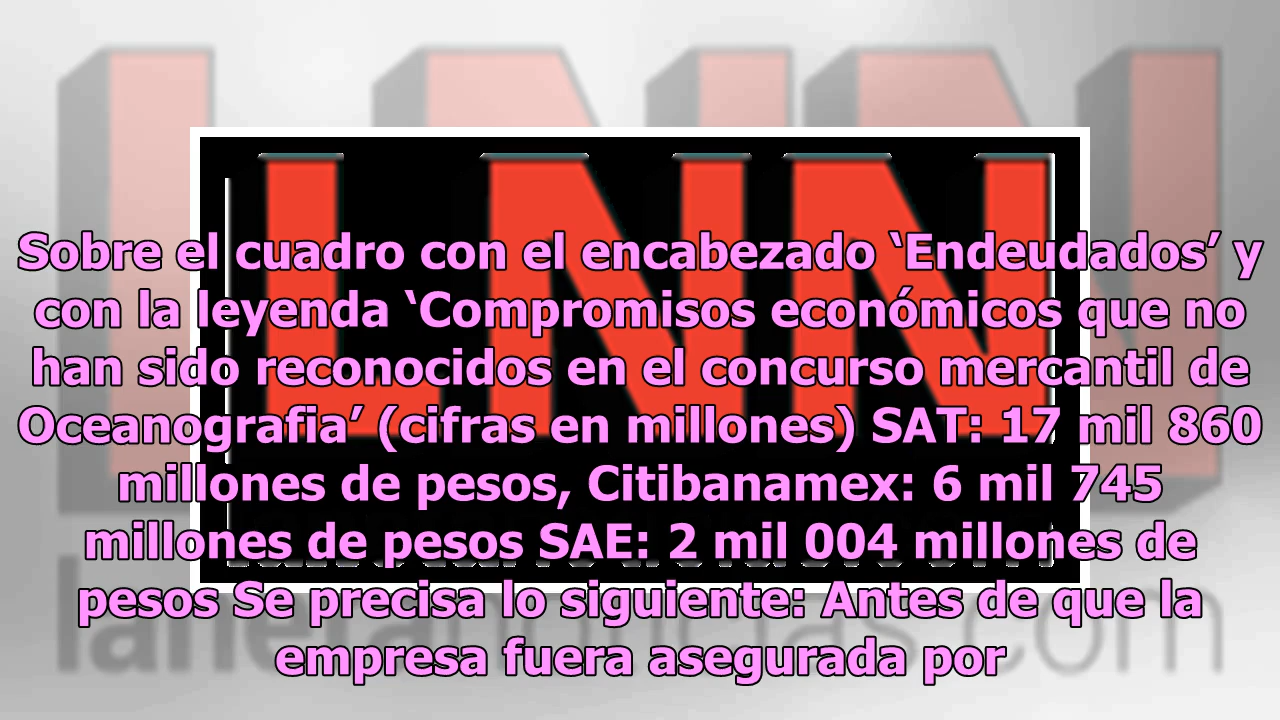 LNN
Sobre el cuadro con el encabezado ‘Endeudados’ y
con la leyenda ‘Compromisos económicos que no
han sido reconocidos en el concurso mercantil de
Oceanografia’ (cifras en millones) SAT: 17 mil 860
millones de pesos, Citibanamex: 6 mil 745
millones de pesos SAE: 2 mil 004 millones de
pesos Se precisa lo siguiente: Antes de que la
empresa fuera asegurada por